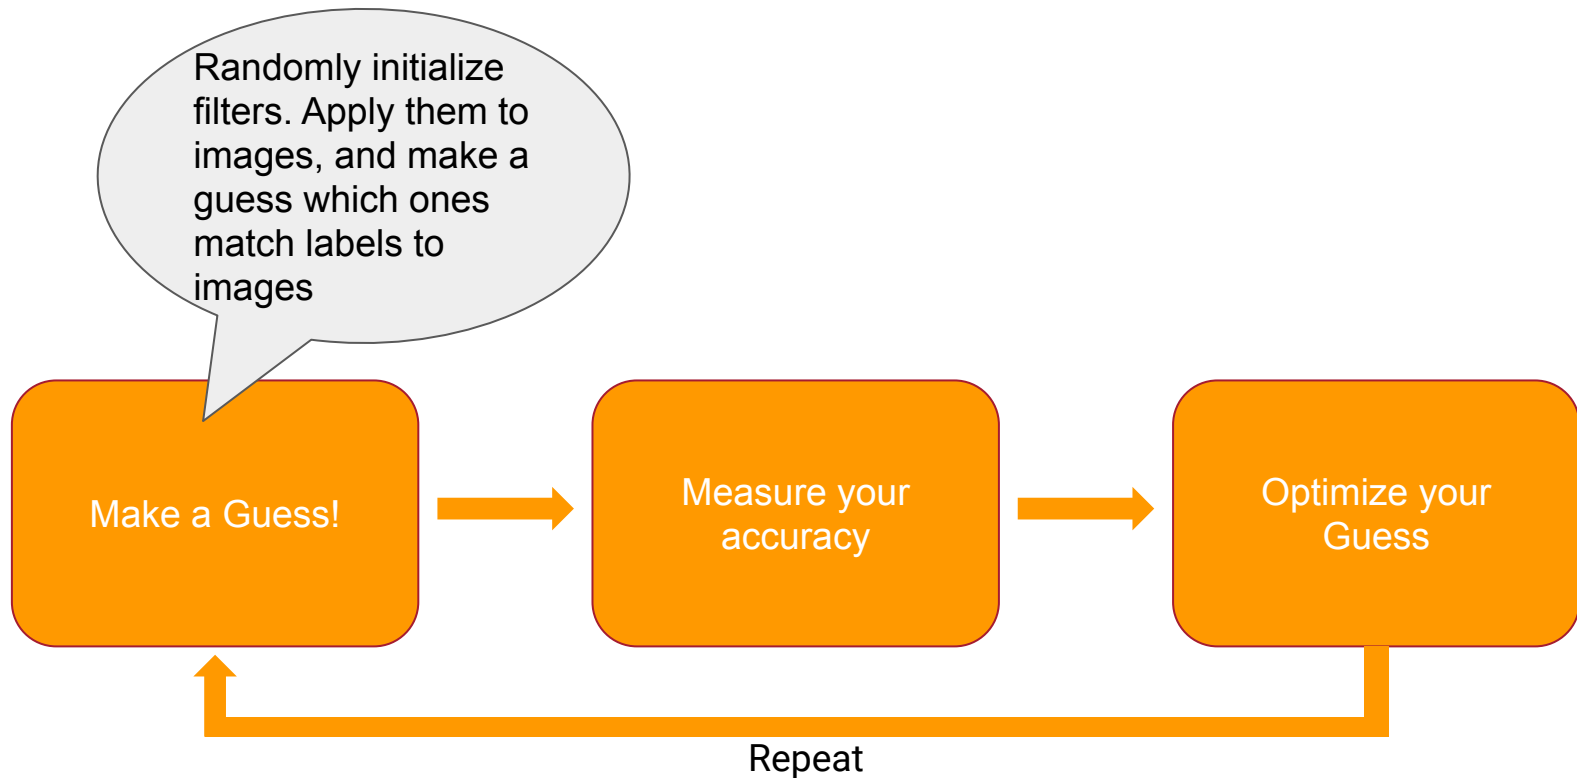 Randomly initialize
filters. Apply them to
images, and make a
guess which ones
match labels to
images
Make a Guess!
Measure your
accuracy
Optimize your
Guess
Repeat